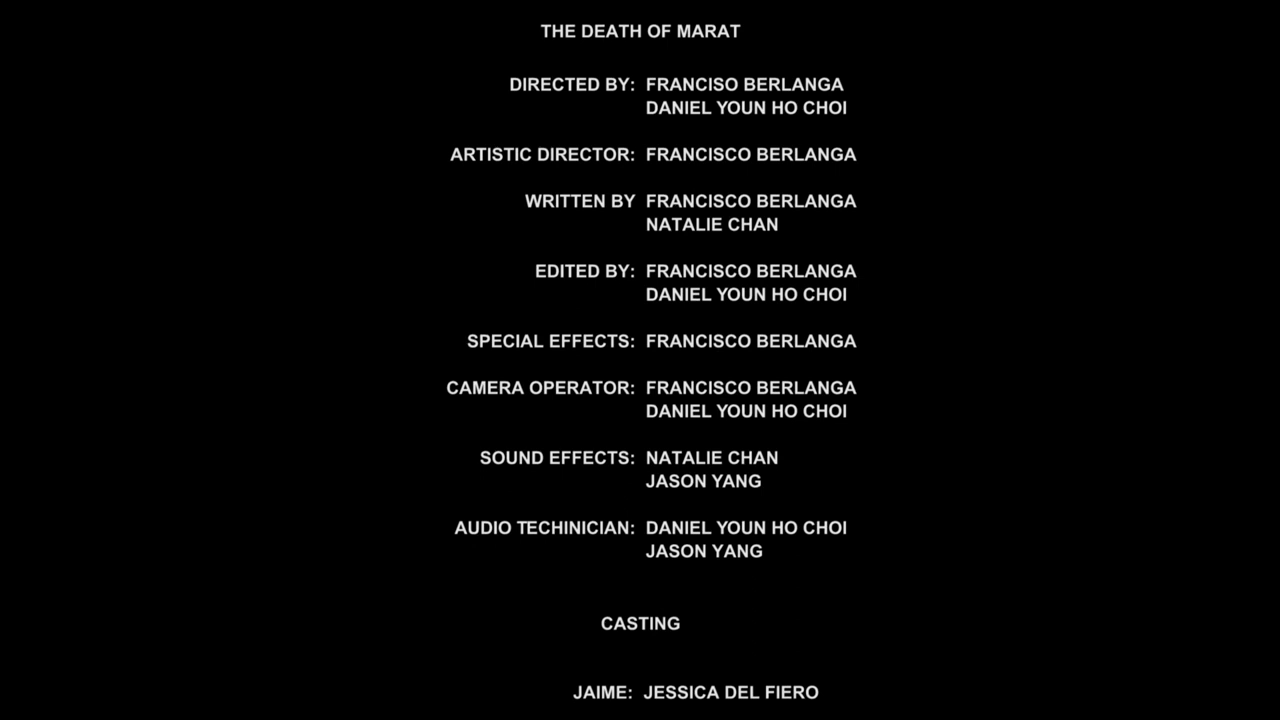 THE DEATH OF MARAT
DIRECTED BY: FRANCISO BERLANGA
DANIEL YOUN HO CHOI
ARTISTIC DIRECTOR: FRANCISCO BERLANGA
WRITTEN BY FRANCISCO BERLANGA
NATALIE CHAN
EDITED BY: FRANCISCO BERLANGA
DANIEL YOUN HO CHOI
SPECIAL EFFECTS: FRANCISCO BERLANGA
CAMERA OPERATOR: FRANCISCO BERLANGA
DANIEL YOUN HO CHOI
SOUND EFFECTS: NATALIE CHAN
JASON YANG
AUDIO TECHINICIAN: DANIEL YOUN HO CHOI
JASON YANG
CASTING
JAIME: JESSICA DEL FIERO